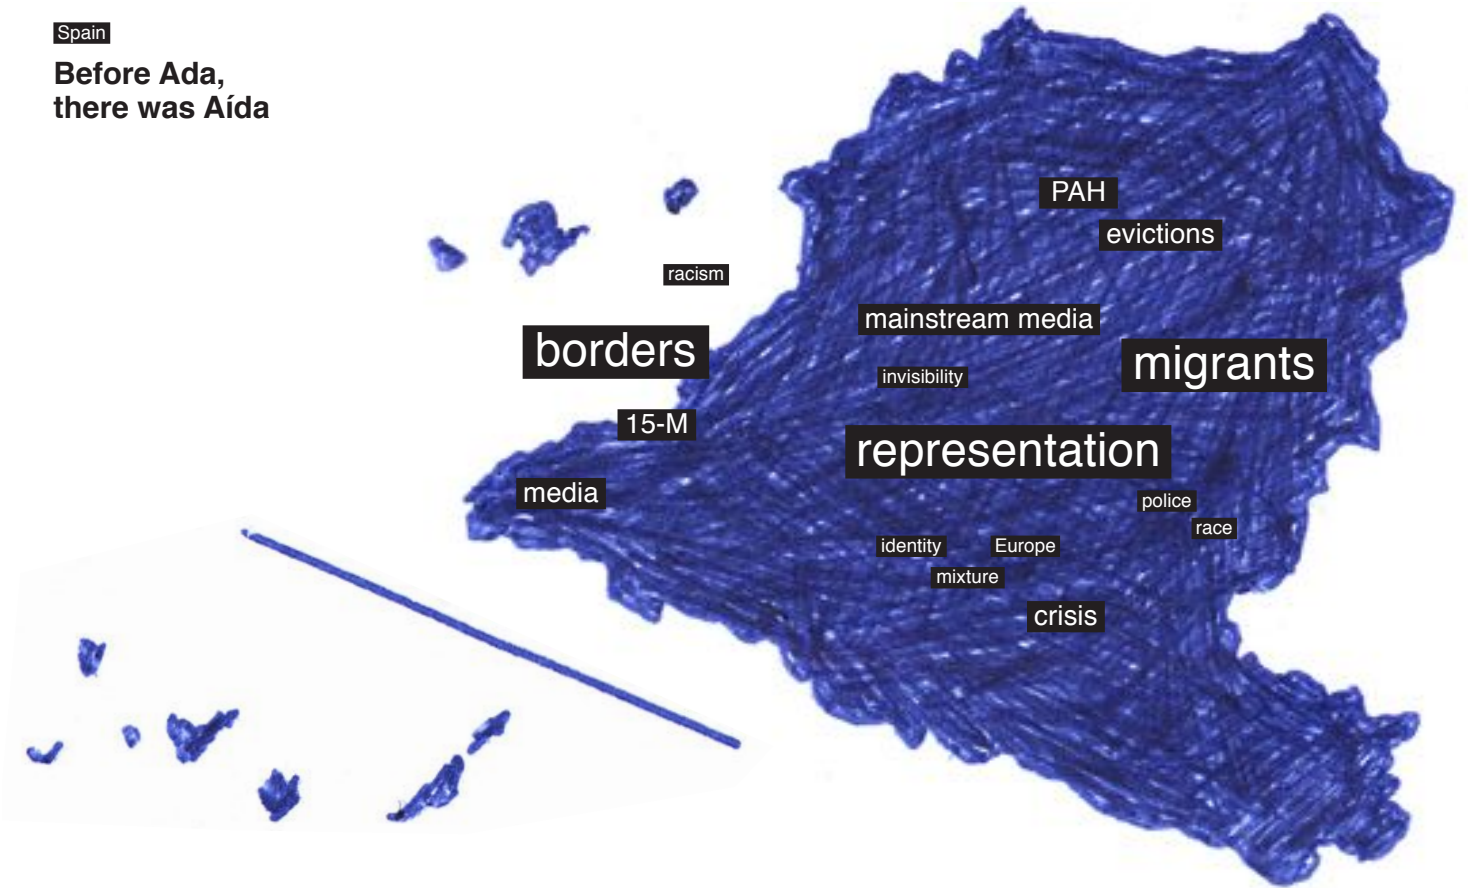 Spain
Before Ada,
there was Aída
PAH
evictions
racism
mainstream media
borders
migrants
invisibility
15-M
representation
media
police
race
identity
Europe
mixture
crisis